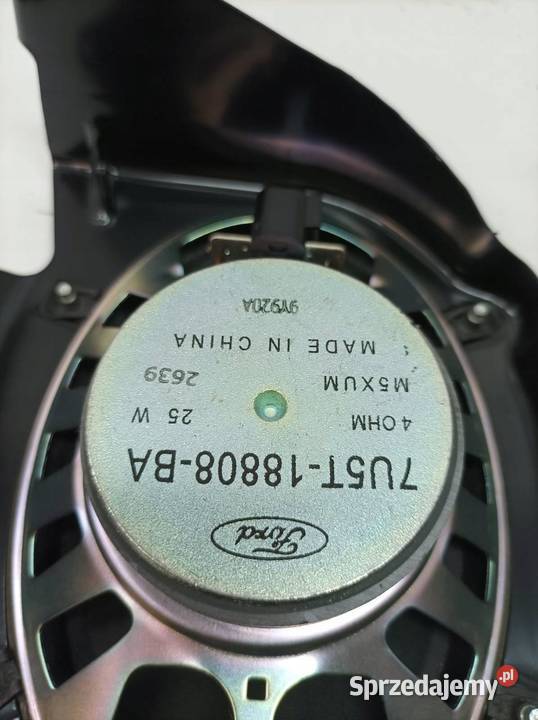 Ford
7U5T-18808-BA
4 OHM 25 W
M5XUM 2639
MADE IN CHINA
9Y920A
Sprzedajemy.pl